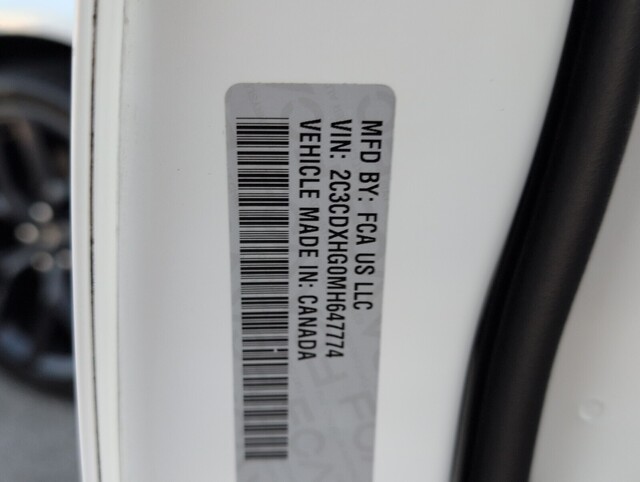 MFD BY: FCA US LLC
VIN: 2C3CDXHG0MH647774
VEHICLE MADE IN: CANADA